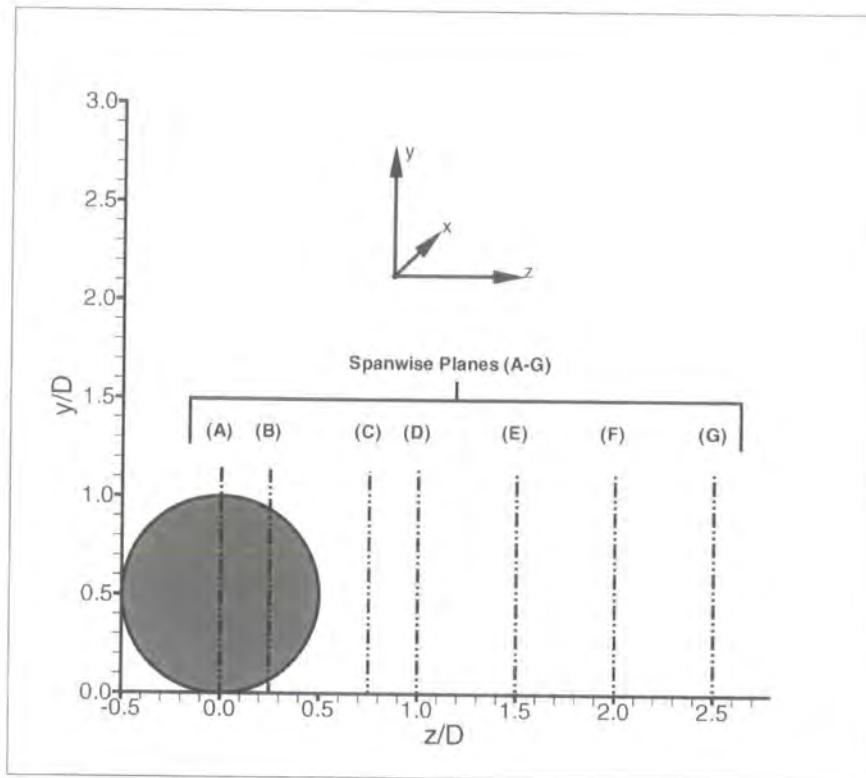 3.0
y
2.5
x
z
2.0
Spanwise Planes (A-G)
y/D
1.5
(A) (B) (C) (D) (E) (F) (G)
1.0
0.5
0.0
-0.5 0.0 0.5 1.0 1.5 2.0 2.5
z/D